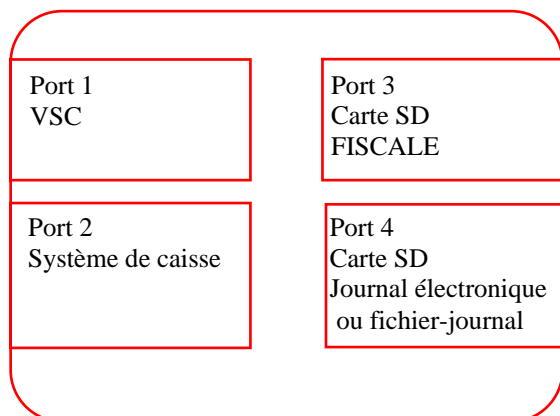 Port 1
VSC
Port 3
Carte SD
FISCALE
Port 2
Système de caisse
Port 4
Carte SD
Journal électronique
ou fichier-journal